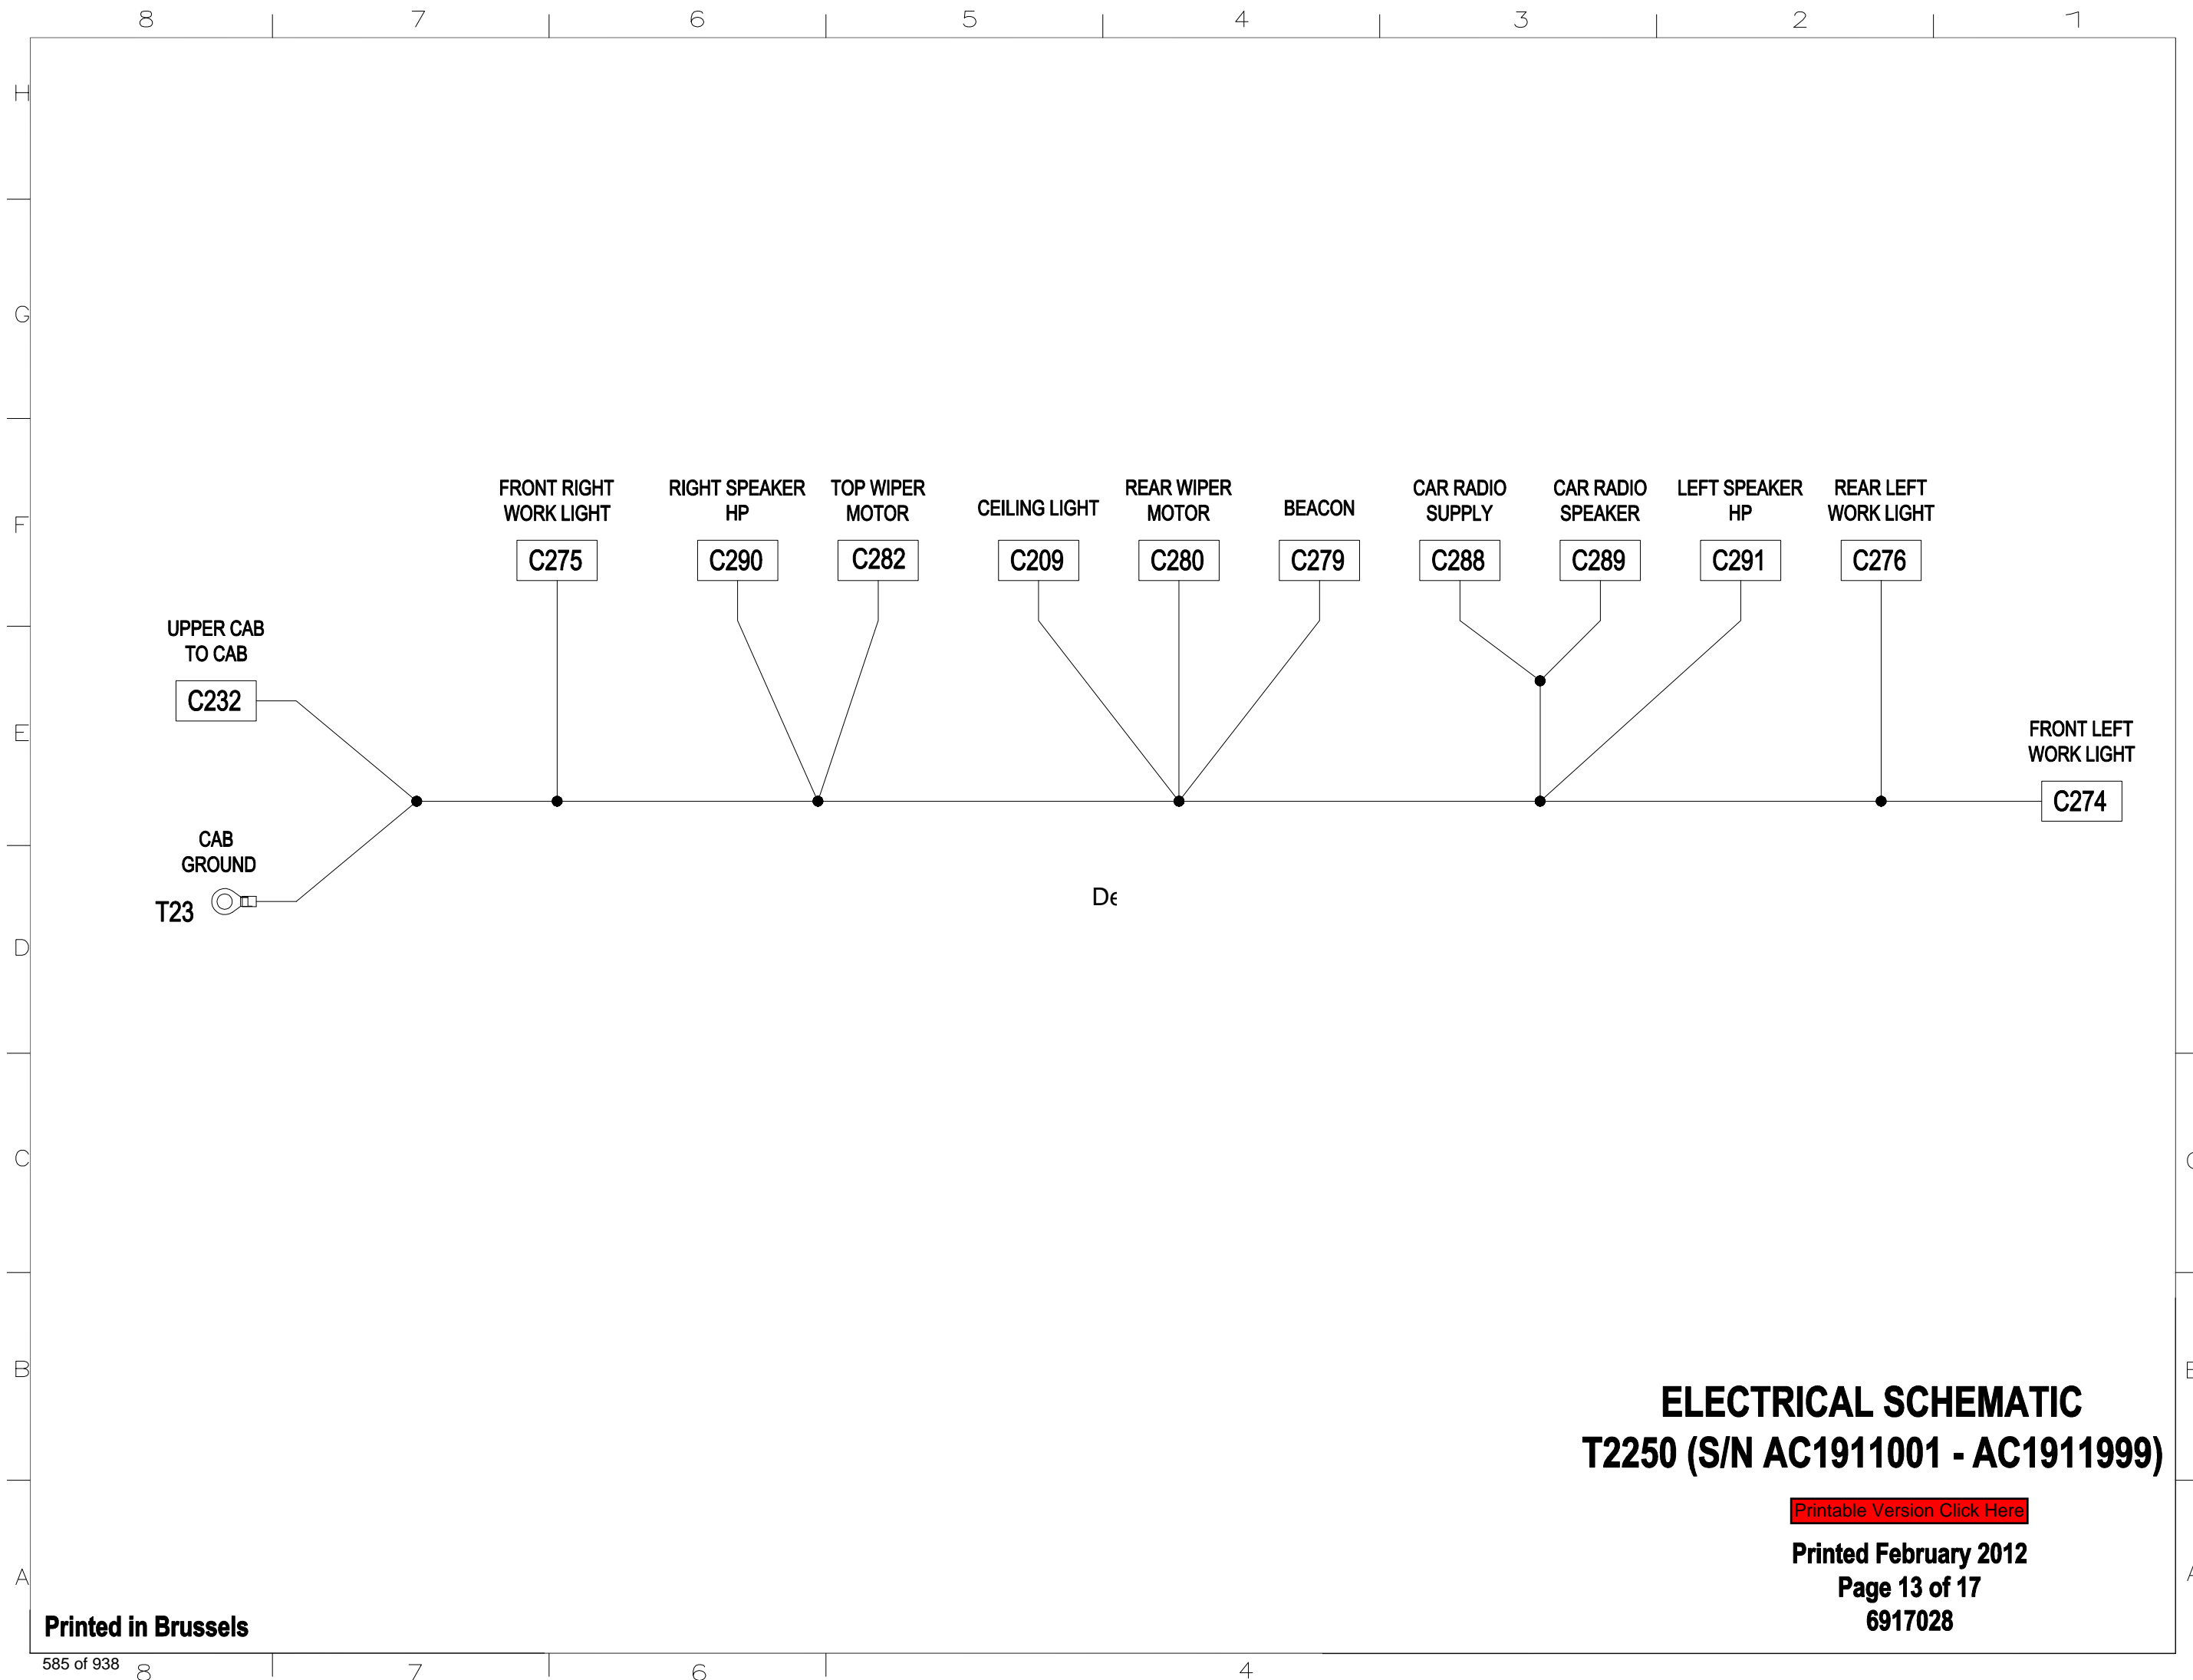 8 7 6 5 4 3 2 1
H
G
FRONT RIGHT
WORK LIGHT
C275
RIGHT SPEAKER
HP
C290
TOP WIPER
MOTOR
C282
CEILING LIGHT
C209
REAR WIPER
MOTOR
C280
BEACON
C279
CAR RADIO
SUPPLY
C288
CAR RADIO
SPEAKER
C289
LEFT SPEAKER
HP
C291
REAR LEFT
WORK LIGHT
C276
F
UPPER CAB
TO CAB
C232
E
FRONT LEFT
WORK LIGHT
C274
CAB
GROUND
T23
D
C
B
ELECTRICAL SCHEMATIC
T2250 (S/N AC1911001 - AC1911999)
Printable Version Click Here
Printed February 2012
Page 13 of 17
6917028
A
Printed in Brussels
585 of 938
8 7 6 4